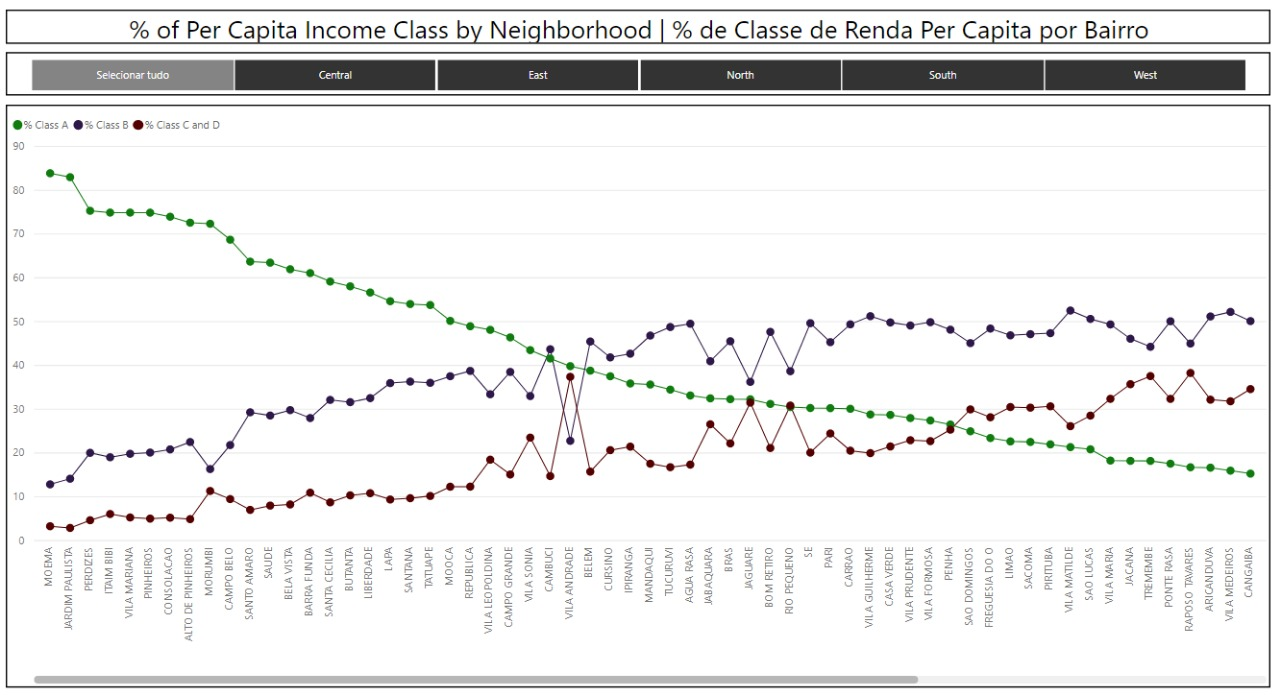 % of Per Capita Income Class by Neighborhood | % de Classe de Renda Per Capita por Bairro
Selecionar tudo
Central
East
North
South
West
% Class A
% Class B
% Class C and D
90
80
70
60
50
40
30
20
10
0
MOEMA
JARDIM PAULISTA
PERDIZES
ITAIM BIBI
VILA MARIANA
PINHEIROS
CONSOLACAO
ALTO DE PINHEIROS
MORUMBI
CAMPO BELO
SANTO AMARO
SAUDE
BELA VISTA
BARRA FUNDA
SANTA CECILIA
BUTANTA
LIBERDADE
LAPA
SANTANA
TATUAPE
MOOCA
REPUBLICA
VILA LEOPOLDINA
CAMPO GRANDE
VILA SONIA
CAMBUCI
VILA ANDRADE
BELEM
CURSINO
IPIRANGA
MANDAQUI
TUCURUVI
AGUA RASA
JABAQUARA
BRAS
JAGUARE
BOM RETIRO
RIO PEQUENO
SE
PARI
CARRAO
VILA GUILHERME
CASA VERDE
VILA PRUDENTE
VILA FORMOSA
PENHA
SAO DOMINGOS
FREGUESIA DO O
LIMAO
SACOMA
PIRITUBA
VILA MATILDE
SAO LUCAS
VILA MARIA
JACANA
TREMEMBE
PONTE RASA
RAPOSO TAVARES
ARICANDUVA
VILA MEDEIROS
CANGAIBA